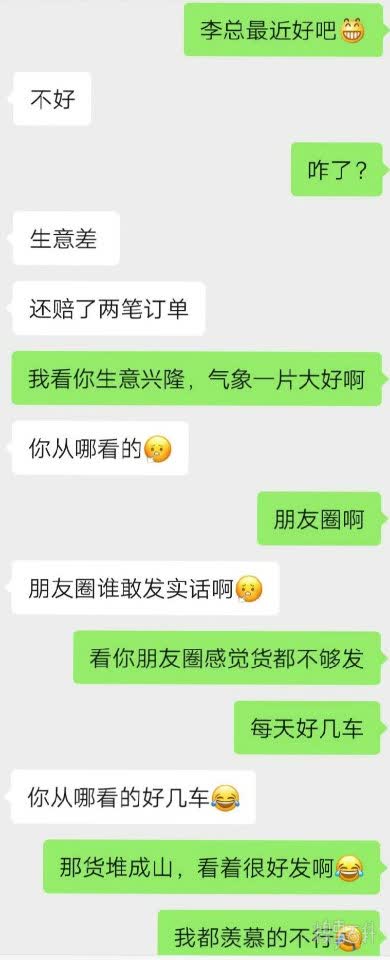 李总最近好吧
不好
咋了？
生意差
还赔了两笔订单
我看你生意兴隆，气象一片大好啊
你从哪看的
朋友圈啊
朋友圈谁敢发实话啊
看你朋友圈感觉货都不够发
每天好几车
你从哪看的好几车
那货堆成山，看着很好发啊
我都羡慕的不行